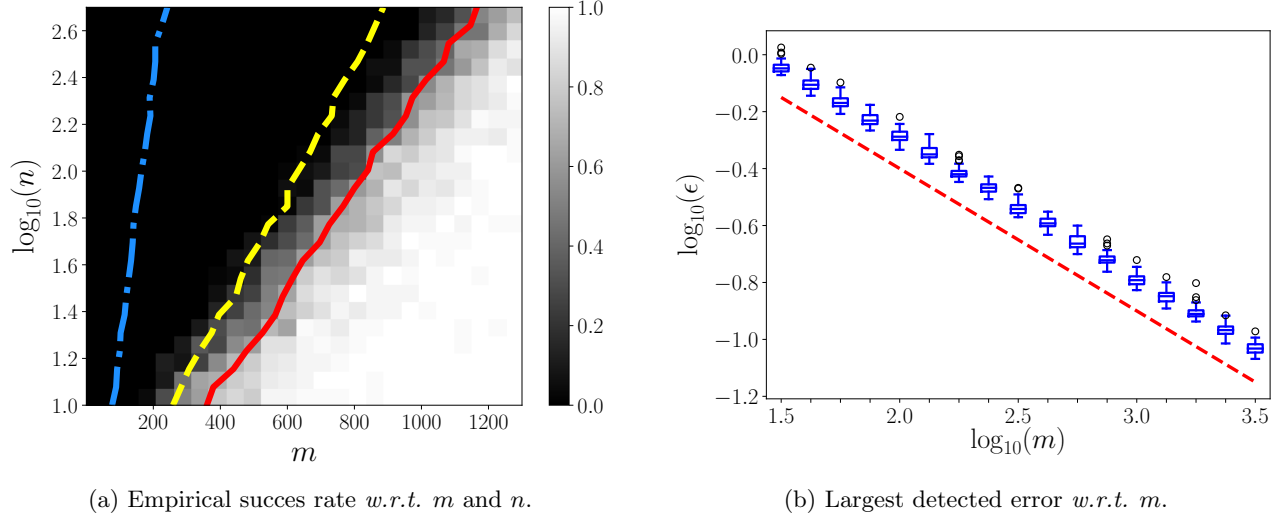 2.6
2.4
2.2
2.0
1.8
1.6
1.4
1.2
1.0
log₁₀(n)
200 400 600 800 1000 1200
m
1.0
0.8
0.6
0.4
0.2
0.0
(a) Empirical succes rate w.r.t. m and n.
0.0
−0.2
−0.4
−0.6
−0.8
−1.0
−1.2
log₁₀(ϵ)
1.5 2.0 2.5 3.0 3.5
log₁₀(m)
(b) Largest detected error w.r.t. m.